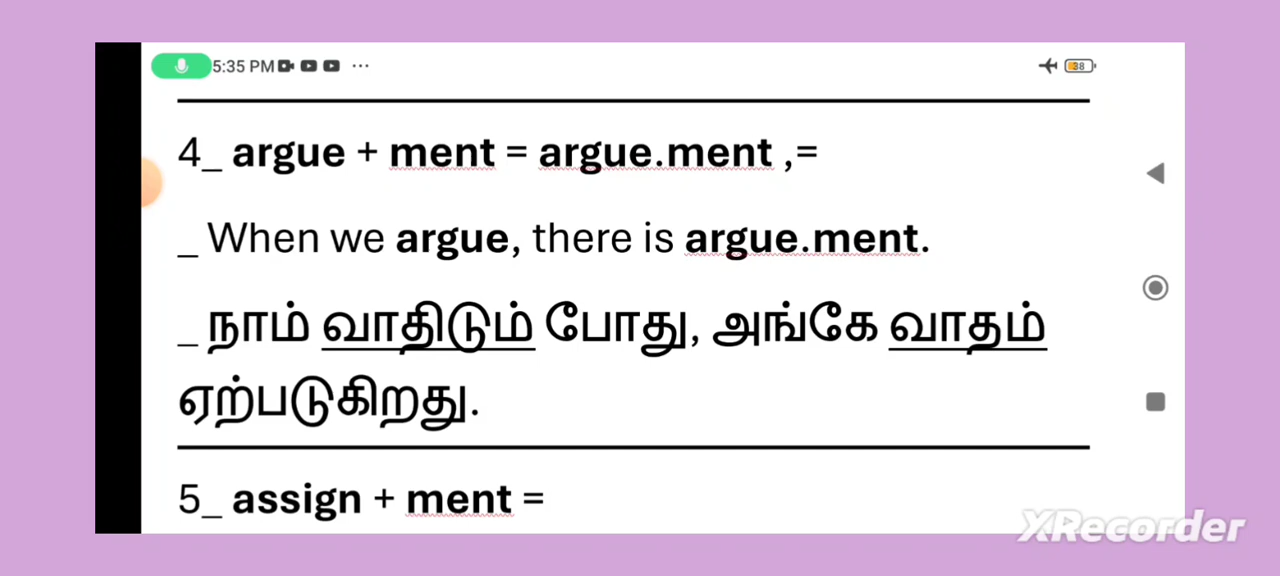 5:35 PM ...
38
4_ argue + ment = argue.ment ,=
_ When we argue, there is argue.ment.
_ நாம் வாதிடும் போது, அங்கே வாதம்
ஏற்படுகிறது.
5_ assign + ment =
XRecorder